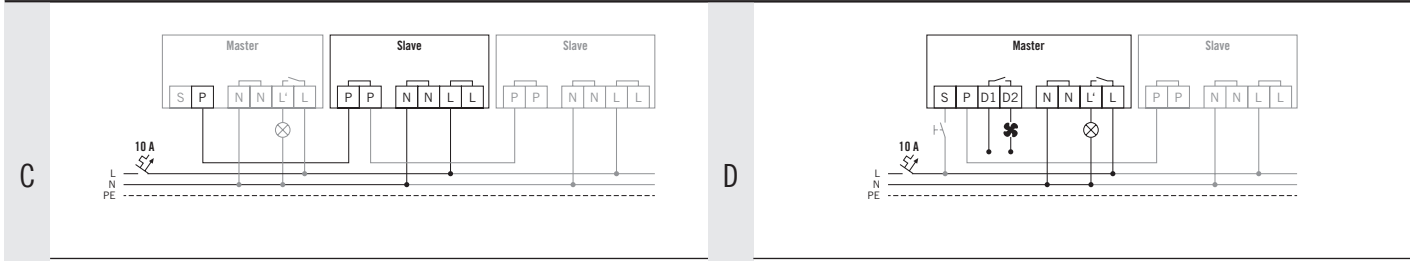 C
Master
Slave
Slave
S P N N L' L
P P N N L L
P P N N L L
10 A
L
N
PE
D
Master
Slave
S P D1 D2 N N L' L
P P N N L L
10 A
L
N
PE